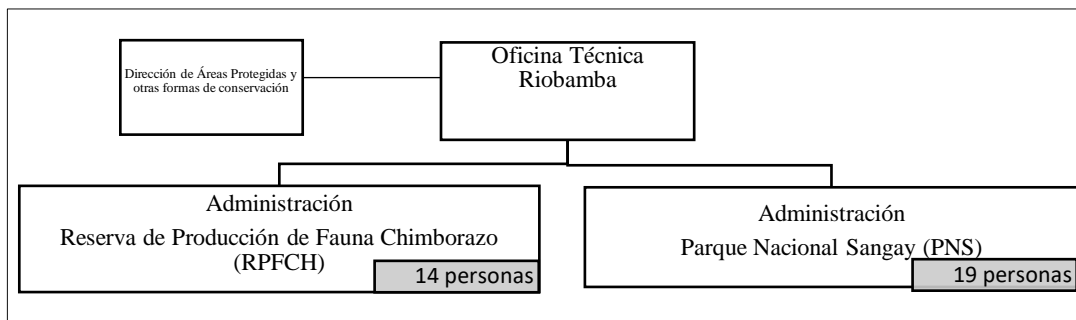 Dirección de Áreas Protegidas y
otras formas de conservación
Oficina Técnica
Riobamba
Administración
Reserva de Producción de Fauna Chimborazo
(RPFCH)
14 personas
Administración
Parque Nacional Sangay (PNS)
19 personas